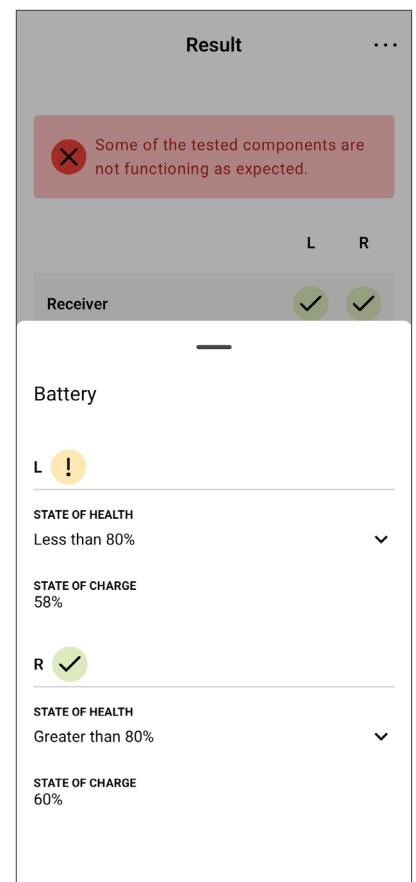 Result
Some of the tested components are
not functioning as expected.
L R
Receiver
Battery
L !
STATE OF HEALTH
Less than 80%
STATE OF CHARGE
58%
R
STATE OF HEALTH
Greater than 80%
STATE OF CHARGE
60%